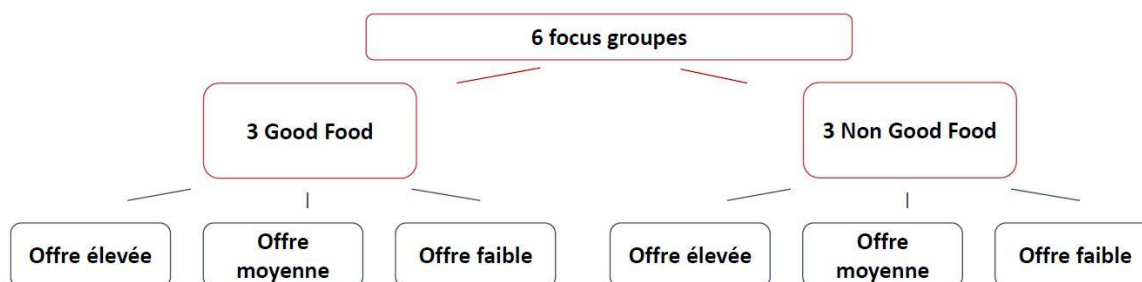 6 focus groupes
3 Good Food
3 Non Good Food
Offre élevée
Offre
moyenne
Offre faible
Offre élevée
Offre
moyenne
Offre faible